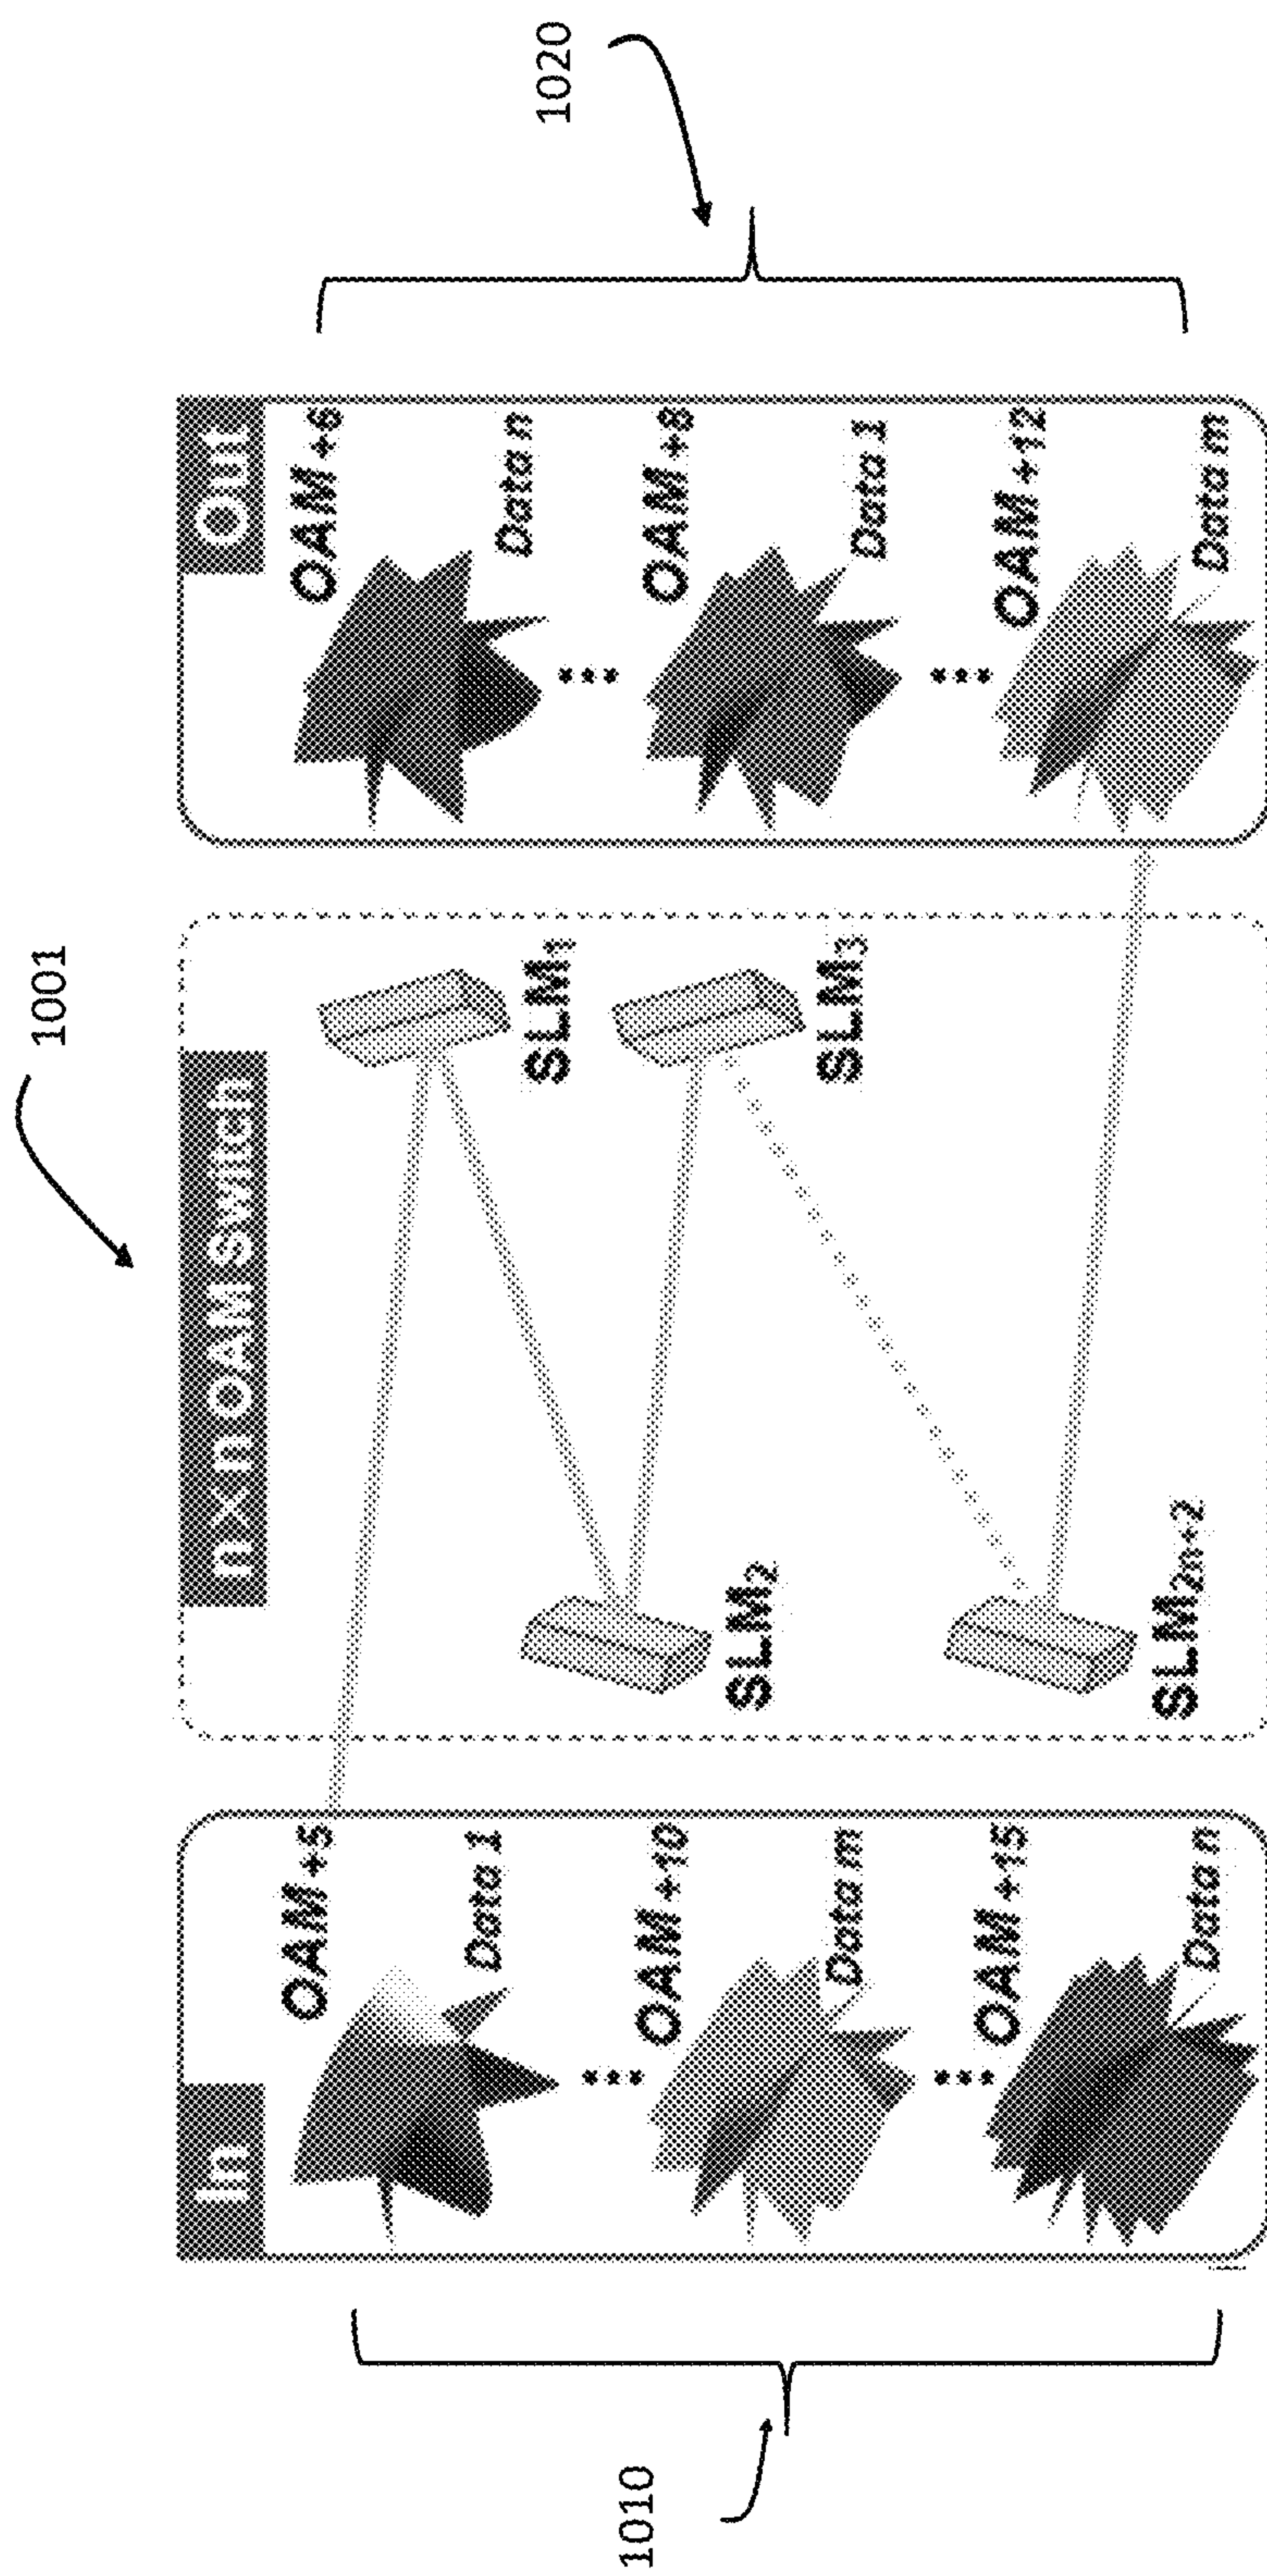 1001
1010
1020
In
OAM +5
Data 1
OAM +10
Data m
OAM +15
Data n
n×n OAM Switch
SLM1
SLM2
SLM3
SLM2n+2
Out
OAM +6
Data n
OAM +8
Data 1
OAM +12
Data m